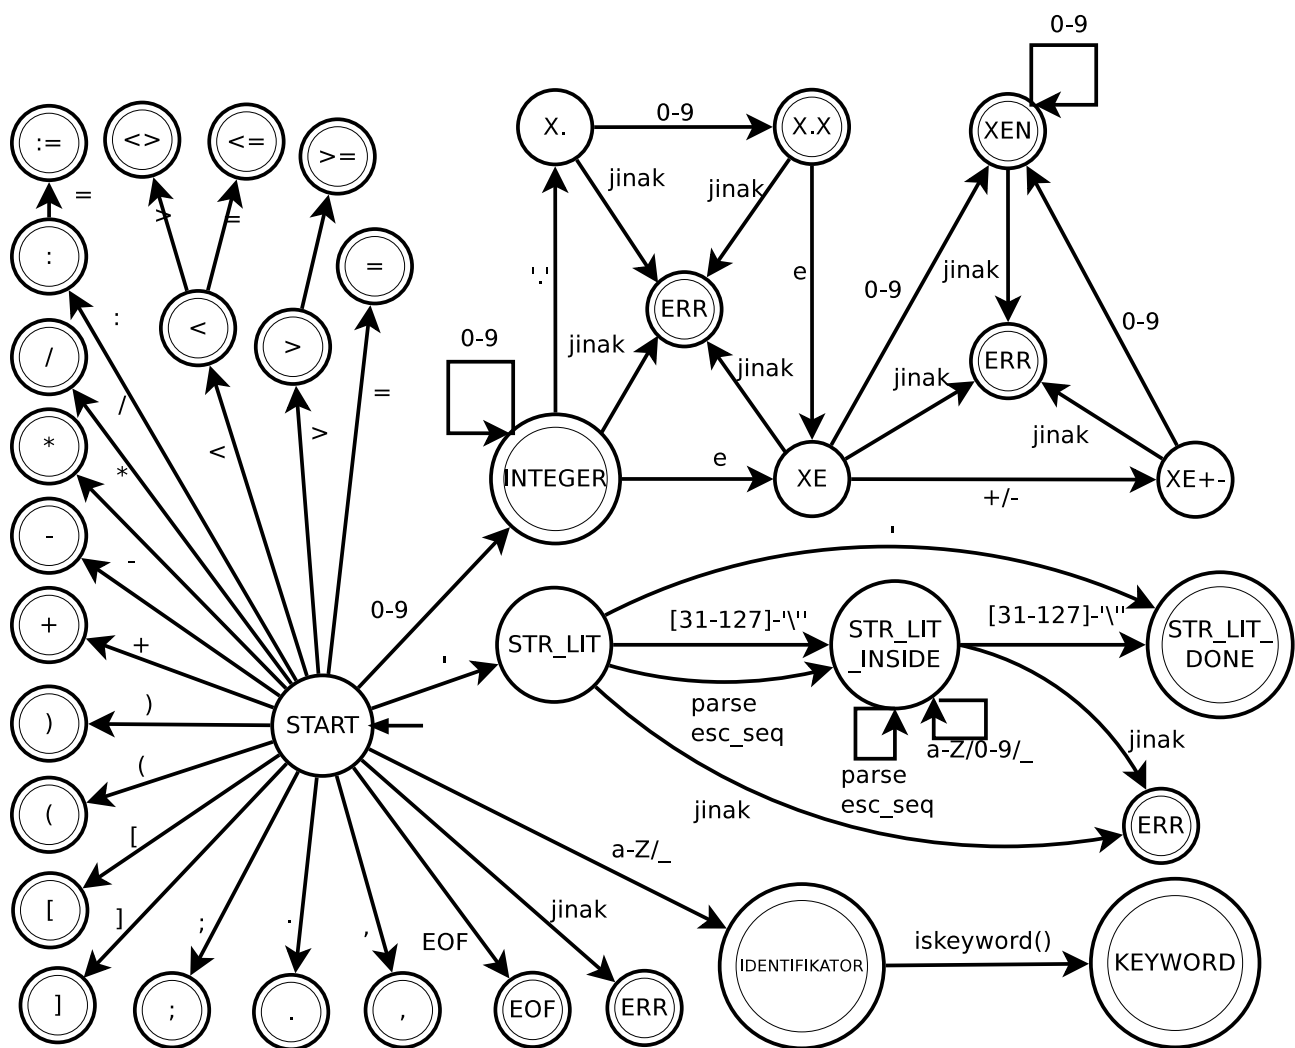 0-9
:=
<>
<=
>=
X.
0-9
X.X
XEN
=
>
=
jinak
jinak
:
=
'.'
e
jinak
ERR
0-9
0-9
:
<
>
/
0-9
jinak
jinak
ERR
jinak
=
/
*
*
<
>
jinak
INTEGER
e
XE
+/-
XE+-
-
-
'
+
+
0-9
'
STR_LIT
[31-127]-'\''
STR_LIT
_INSIDE
[31-127]-'\''
STR_LIT_
DONE
)
)
START
parse
esc_seq
a-Z/0-9/_
jinak
(
(
parse
esc_seq
jinak
ERR
[
[
a-Z/_
]
;
.
,
EOF
jinak
iskeyword()
IDENTIFIKATOR
KEYWORD
]
;
.
,
EOF
ERR